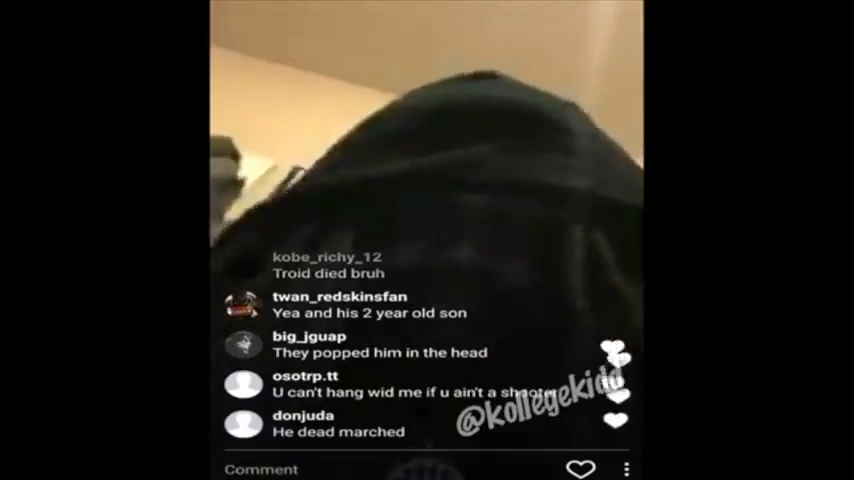 kobe_richy_12
Troid died bruh
twan_redskinsfan
Yea and his 2 year old son
big_jguap
They popped him in the head
osotrp.tt
U can't hang wid me if u ain't a shooter
@kollegekidd
donjuda
He dead marched
Comment